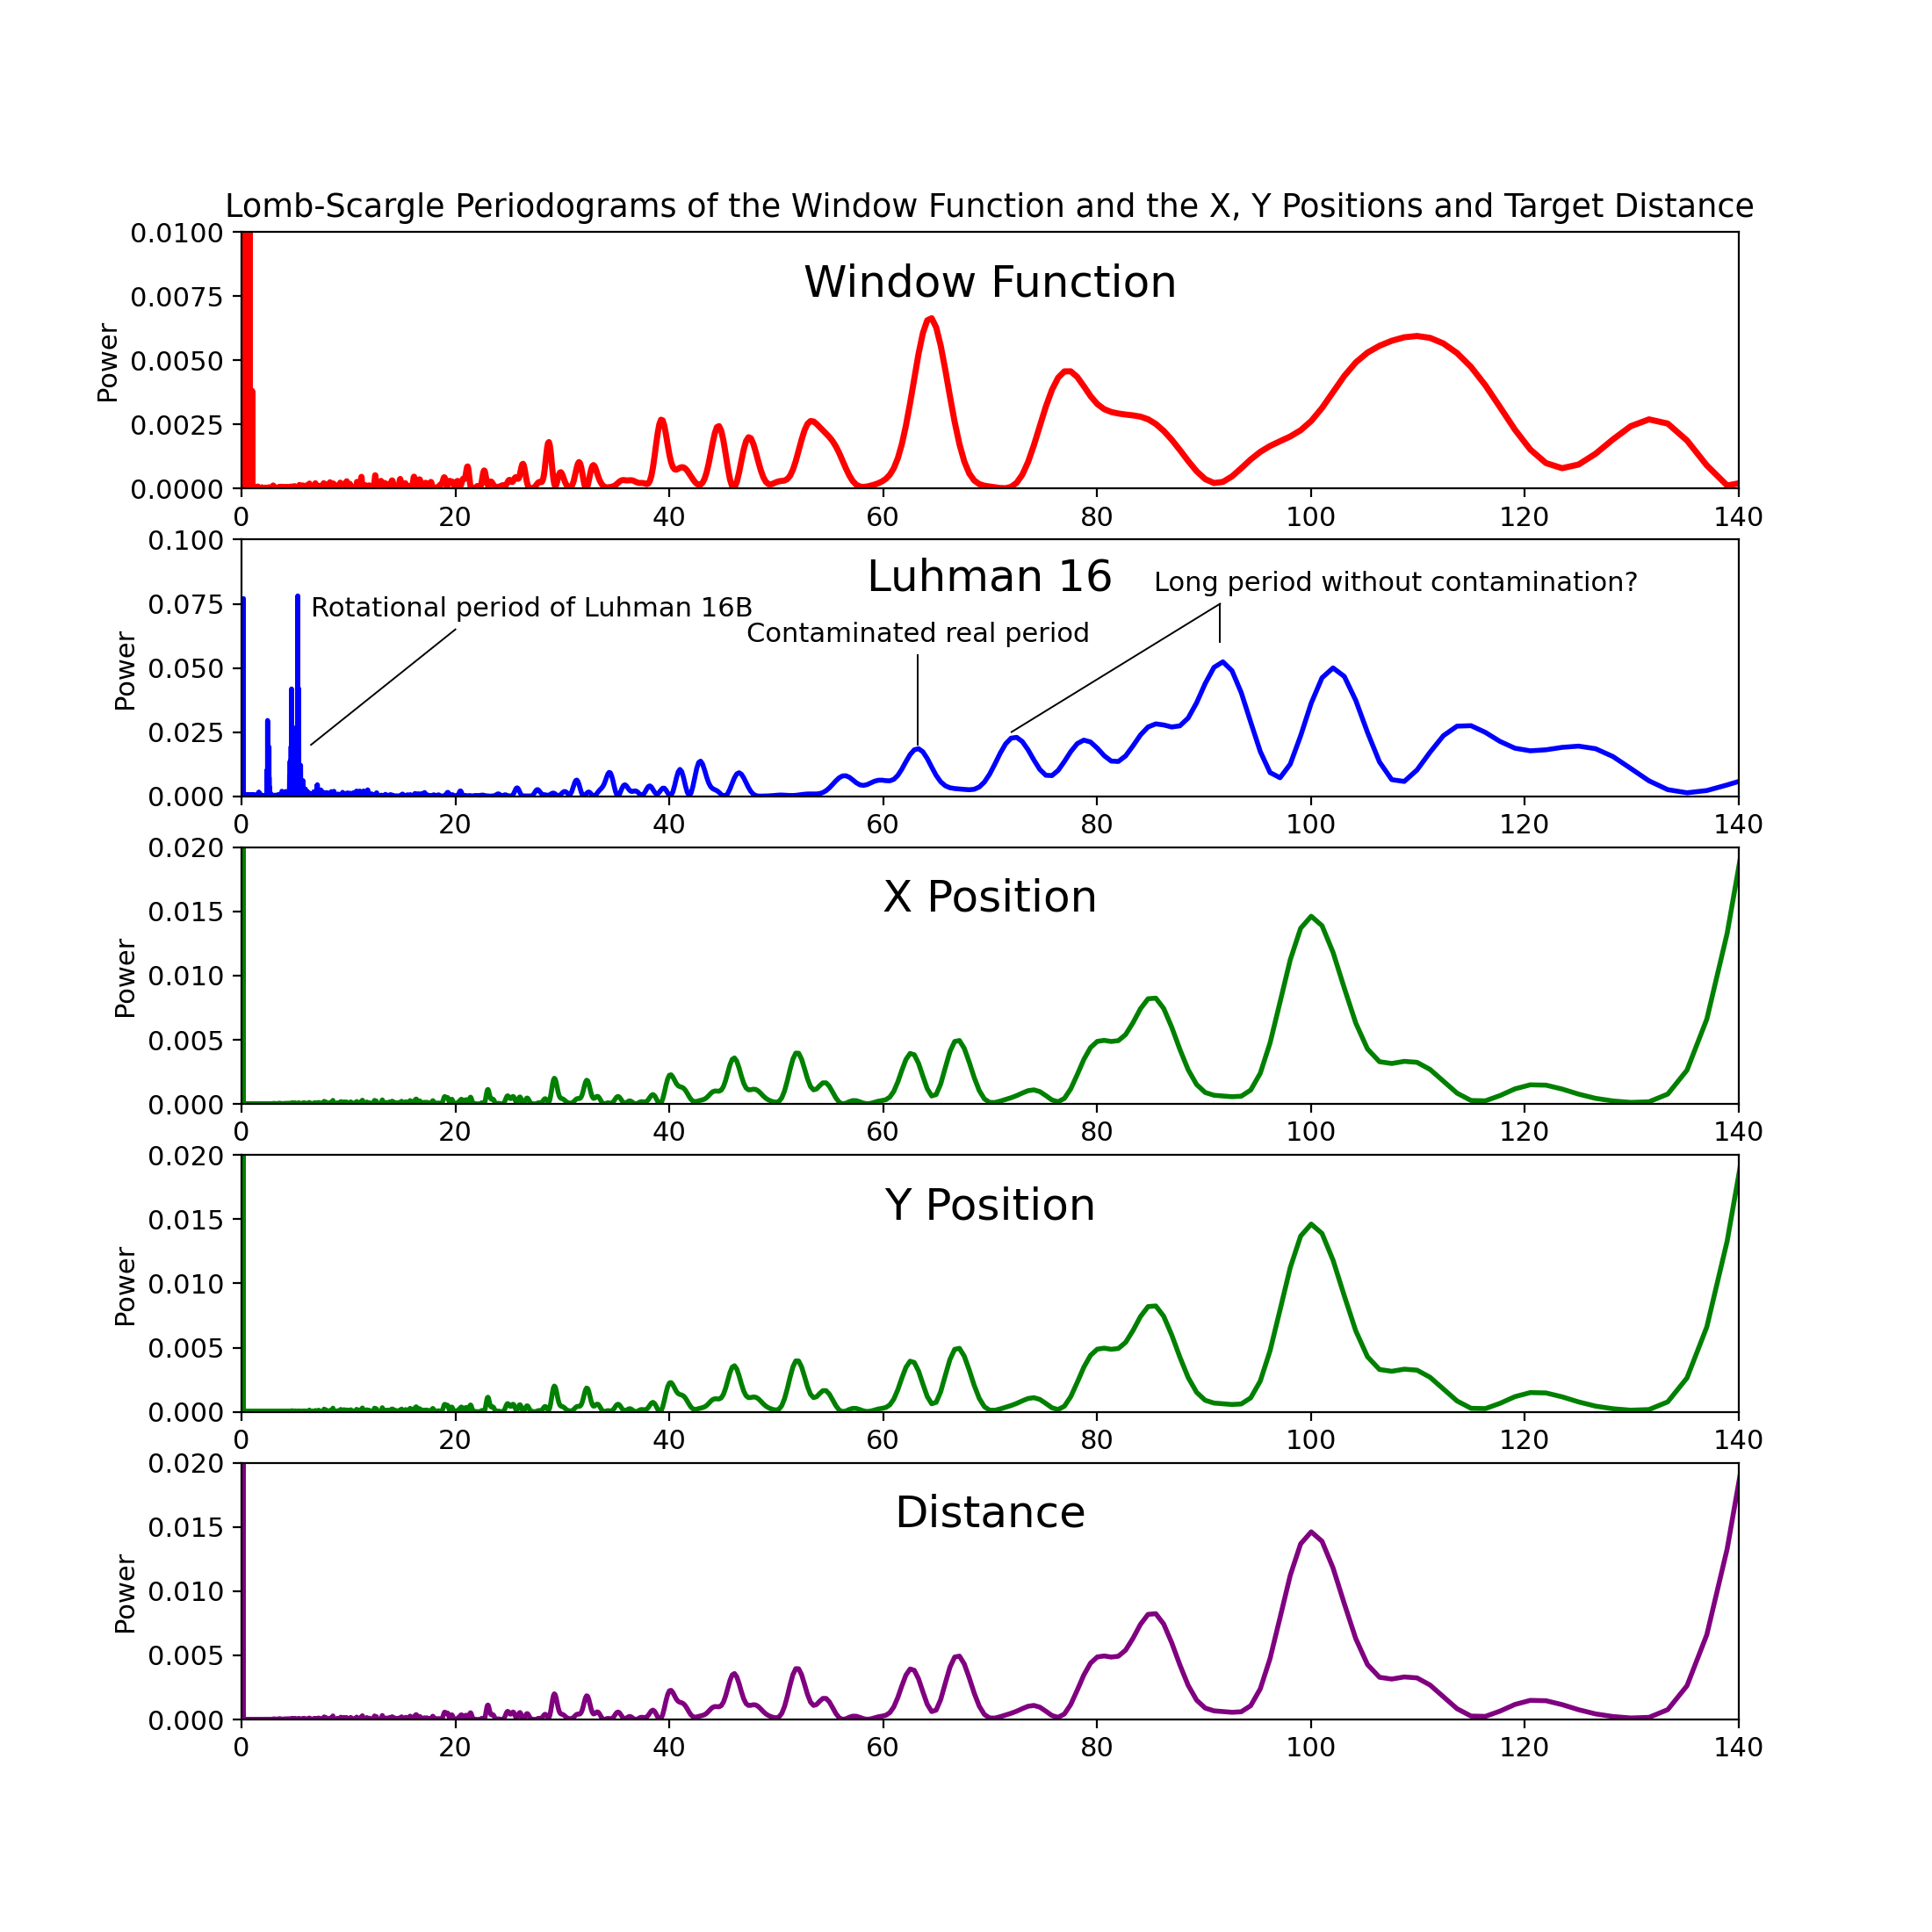 Lomb-Scargle Periodograms of the Window Function and the X, Y Positions and Target Distance
0.0100
0.0075
0.0050
0.0025
0.0000
Power
Window Function
0 20 40 60 80 100 120 140
0.100
0.075
0.050
0.025
0.000
Power
Luhman 16
Long period without contamination?
Rotational period of Luhman 16B
Contaminated real period
0 20 40 60 80 100 120 140
0.020
0.015
0.010
0.005
0.000
Power
X Position
0 20 40 60 80 100 120 140
0.020
0.015
0.010
0.005
0.000
Power
Y Position
0 20 40 60 80 100 120 140
0.020
0.015
0.010
0.005
0.000
Power
Distance
0 20 40 60 80 100 120 140